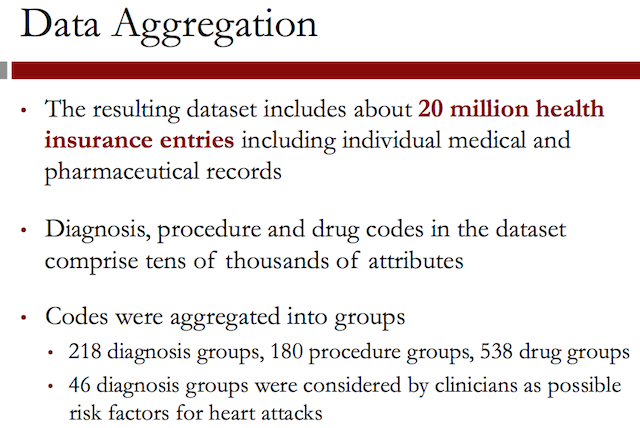 Data Aggregation
• The resulting dataset includes about 20 million health
insurance entries including individual medical and
pharmaceutical records
• Diagnosis, procedure and drug codes in the dataset
comprise tens of thousands of attributes
• Codes were aggregated into groups
• 218 diagnosis groups, 180 procedure groups, 538 drug groups
• 46 diagnosis groups were considered by clinicians as possible
risk factors for heart attacks